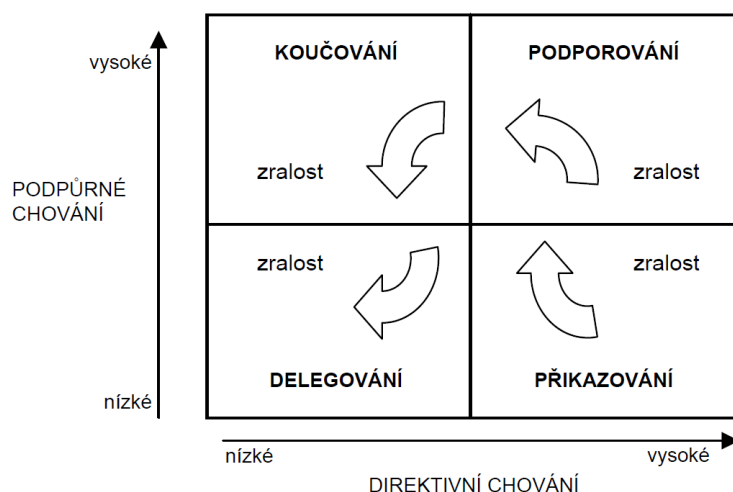 vysoké
KOUČOVÁNÍ
PODPOROVÁNÍ
zralost
zralost
PODPŮRNÉ
CHOVÁNÍ
zralost
zralost
DELEGOVÁNÍ
PŘIKAZOVÁNÍ
nízké
nízké
vysoké
DIREKTIVNÍ CHOVÁNÍ